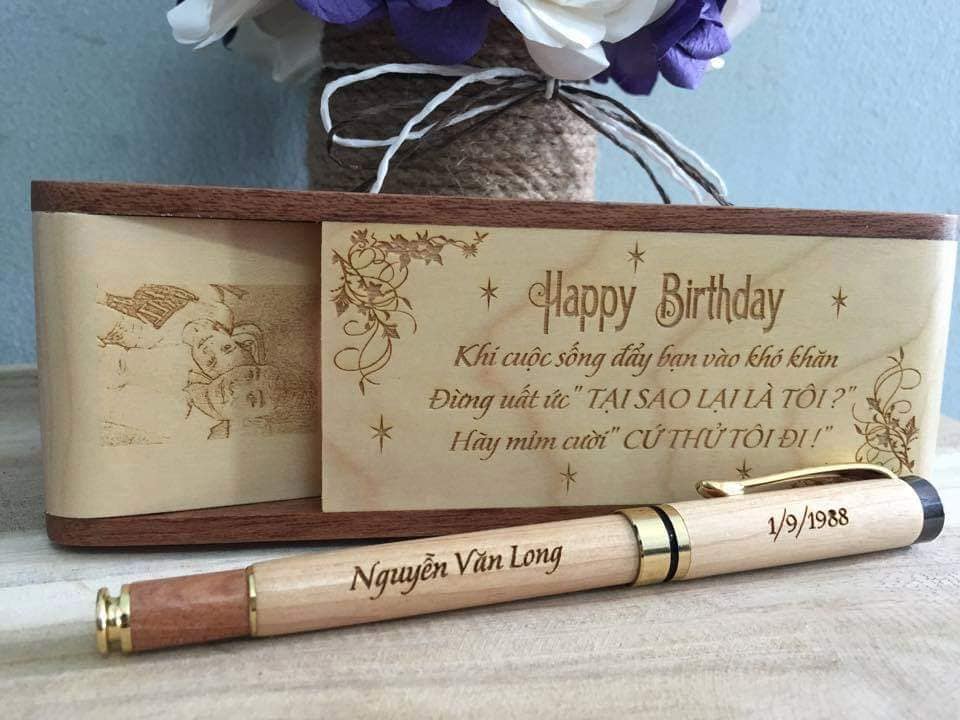 Happy Birthday
Khi cuộc sống đẩy bạn vào khó khăn
Đừng uất ức" TẠI SAO LẠI LÀ TÔI ?"
Hãy mỉm cười" CỨ THỬ TÔI ĐI !"
Nguyễn Văn Long
1/9/1988